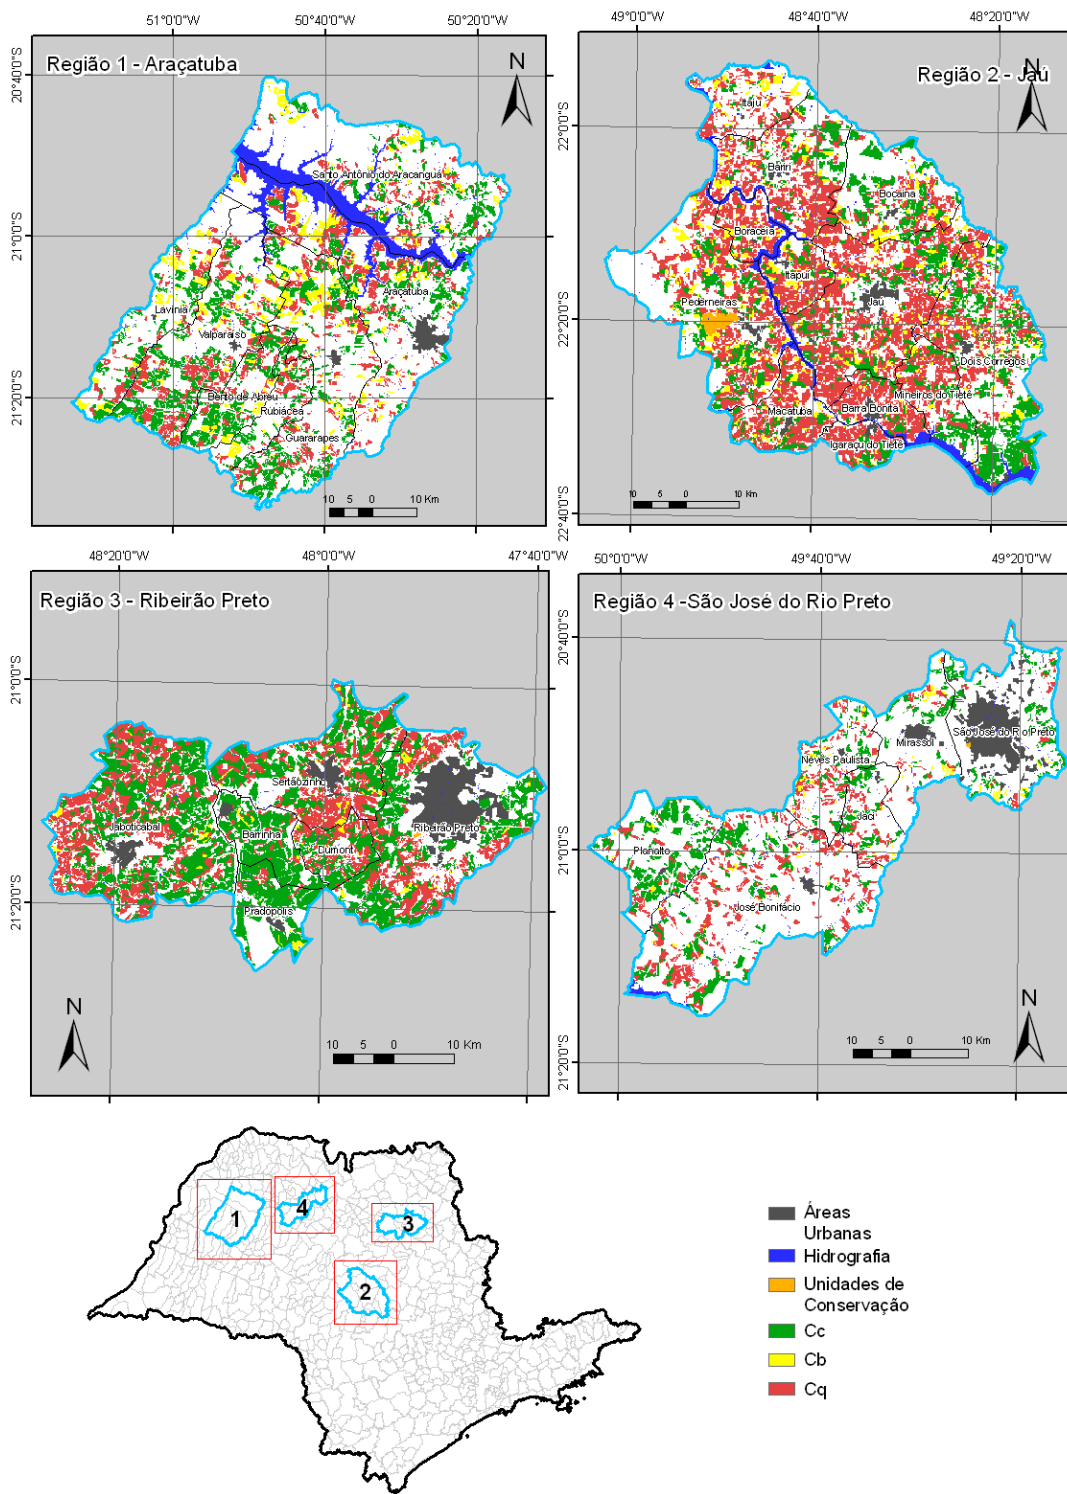 51°0'0"W
50°40'0"W
50°20'0"W
20°40'0"S
21°0'0"S
21°20'0"S
Região 1 - Araçatuba
N
Santo Antônio do Aracanguá
Araçatuba
Lavínia
Valparaíso
Bento de Abreu
Rubiácea
Guararapes
10 5 0 10 Km
49°0'0"W
48°40'0"W
48°20'0"W
22°0'0"S
22°20'0"S
22°40'0"S
Região 2 - Jaú
N
Itaju
Bariri
Bocaina
Boracéia
Itapuí
Pederneiras
Jaú
Dois Córregos
Mineiros do Tietê
Macatuba
Barra Bonita
Igaraçu do Tietê
10 5 0 10 Km
48°20'0"W
48°0'0"W
47°40'0"W
21°0'0"S
21°20'0"S
Região 3 - Ribeirão Preto
Sertãozinho
Jaboticabal
Barrinha
Ribeirão Preto
Dumont
Pradópolis
N
10 5 0 10 Km
50°0'0"W
49°40'0"W
49°20'0"W
20°40'0"S
21°0'0"S
21°20'0"S
Região 4 -São José do Rio Preto
São José do Rio Preto
Mirassol
Neves Paulista
Jaci
Planalto
José Bonifácio
N
10 5 0 10 Km
1
4
3
2
Áreas
Urbanas
Hidrografia
Unidades de
Conservação
Cc
Cb
Cq